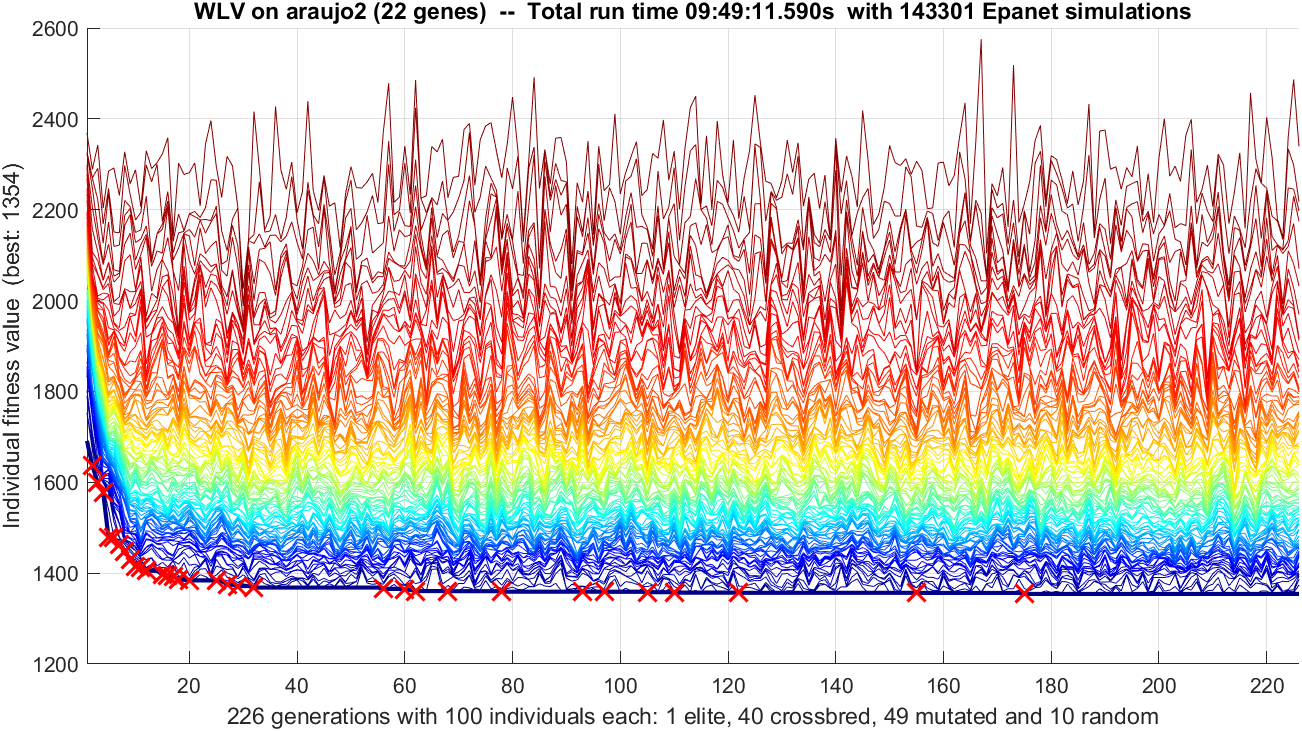 WLV on araujo2 (22 genes)  --  Total run time 09:49:11.590s  with 143301 Epanet simulations
Individual fitness value  (best: 1354)
2600
2400
2200
2000
1800
1600
1400
1200
20 40 60 80 100 120 140 160 180 200 220
226 generations with 100 individuals each: 1 elite, 40 crossbred, 49 mutated and 10 random